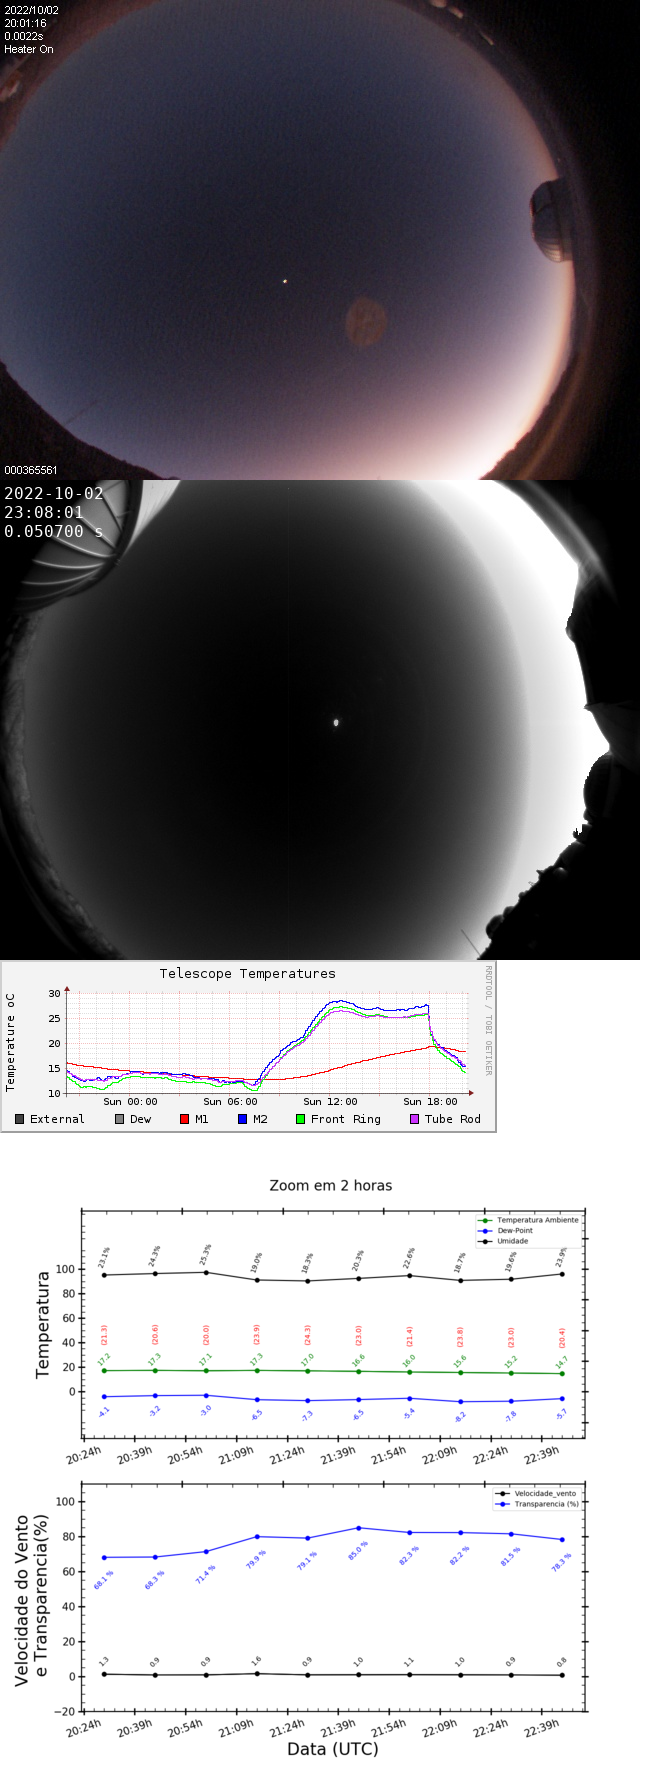 2022/10/02
20:01:16
0.0022s
Heater On
000365561
2022-10-02
23:08:01
0.050700 s
Telescope Temperatures
RRDTOOL / TOBI OETIKER
Temperature oC
30
25
20
15
10
Sun 00:00 Sun 06:00 Sun 12:00 Sun 18:00
External Dew M1 M2 Front Ring Tube Rod
Zoom em 2 horas
Temperatura Ambiente
Dew-Point
Umidade
Temperatura
100
80
60
40
20
0
23.1% 24.3% 25.3% 19.0% 18.3% 20.3% 22.6% 18.7% 19.6% 23.9%
(21.3) (20.6) (20.0) (23.9) (24.3) (23.0) (21.4) (23.8) (23.0) (20.4)
17.2 17.3 17.1 17.3 17.0 16.6 16.0 15.6 15.2 14.7
-4.1 -3.2 -3.0 -6.5 -7.3 -6.5 -5.4 -8.2 -7.8 -5.7
20:24h 20:39h 20:54h 21:09h 21:24h 21:39h 21:54h 22:09h 22:24h 22:39h
Velocidade_vento
Transparencia (%)
Velocidade do Vento
e Transparencia(%)
100
80
60
40
20
0
−20
68.1 % 68.3 % 71.4 % 79.9 % 79.1 % 85.0 % 82.3 % 82.2 % 81.5 % 78.3 %
1.3 0.9 0.9 1.6 0.9 1.0 1.1 1.0 0.9 0.8
20:24h 20:39h 20:54h 21:09h 21:24h 21:39h 21:54h 22:09h 22:24h 22:39h
Data (UTC)